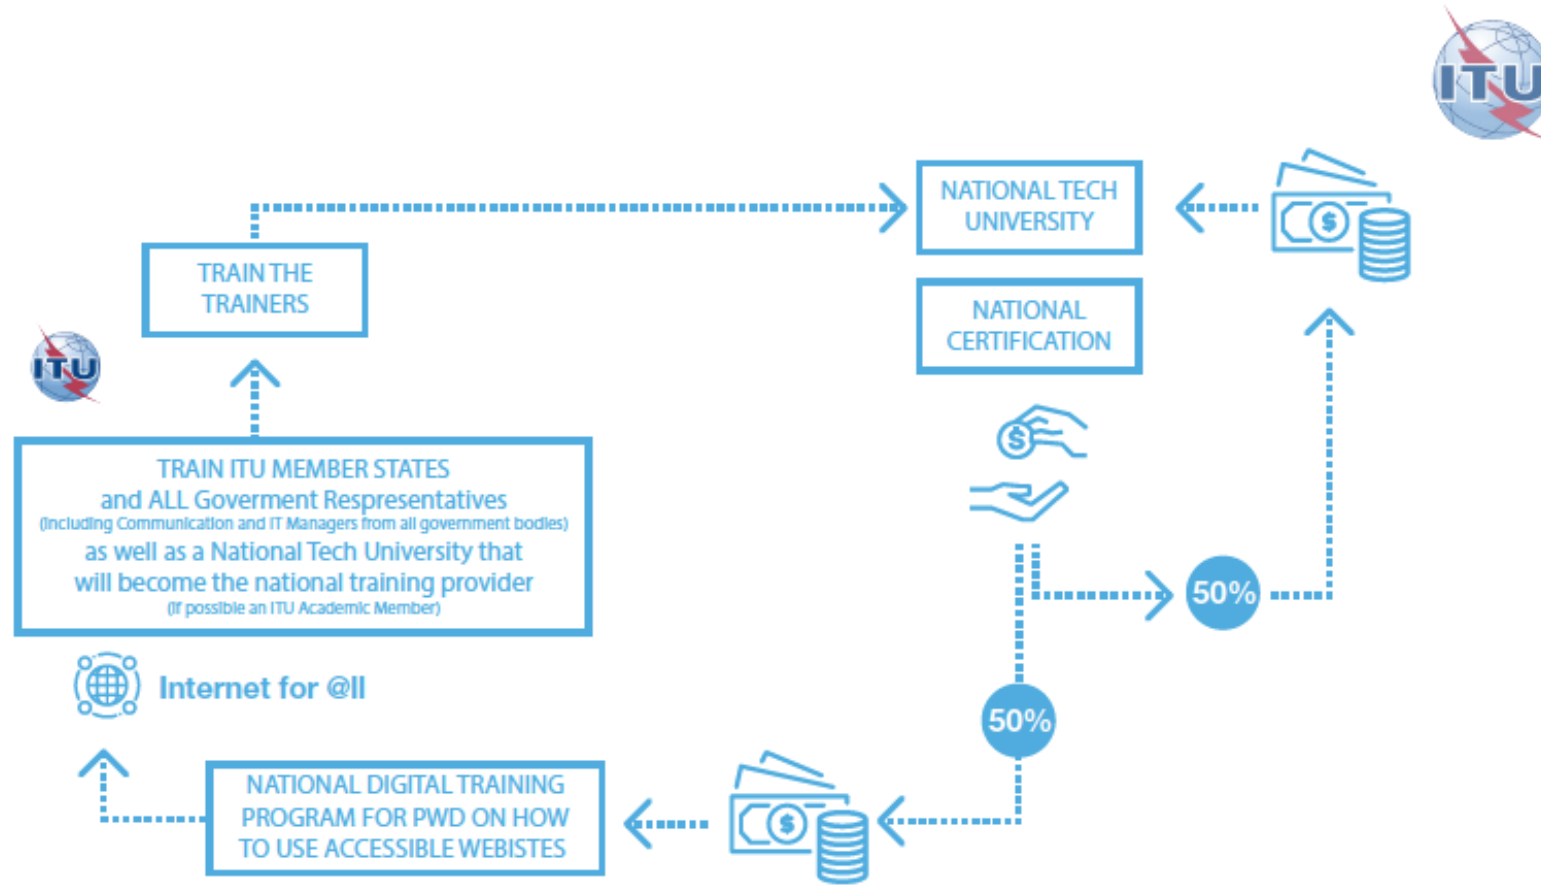 ITU
NATIONAL TECH
UNIVERSITY
TRAIN THE
TRAINERS
NATIONAL
CERTIFICATION
ITU
TRAIN ITU MEMBER STATES
and ALL Goverment Respresentatives
(including Communication and IT Managers from all government bodies)
as well as a National Tech University that
will become the national training provider
(if possible an ITU Academic Member)
50%
Internet for @ll
50%
NATIONAL DIGITAL TRAINING
PROGRAM FOR PWD ON HOW
TO USE ACCESSIBLE WEBISTES